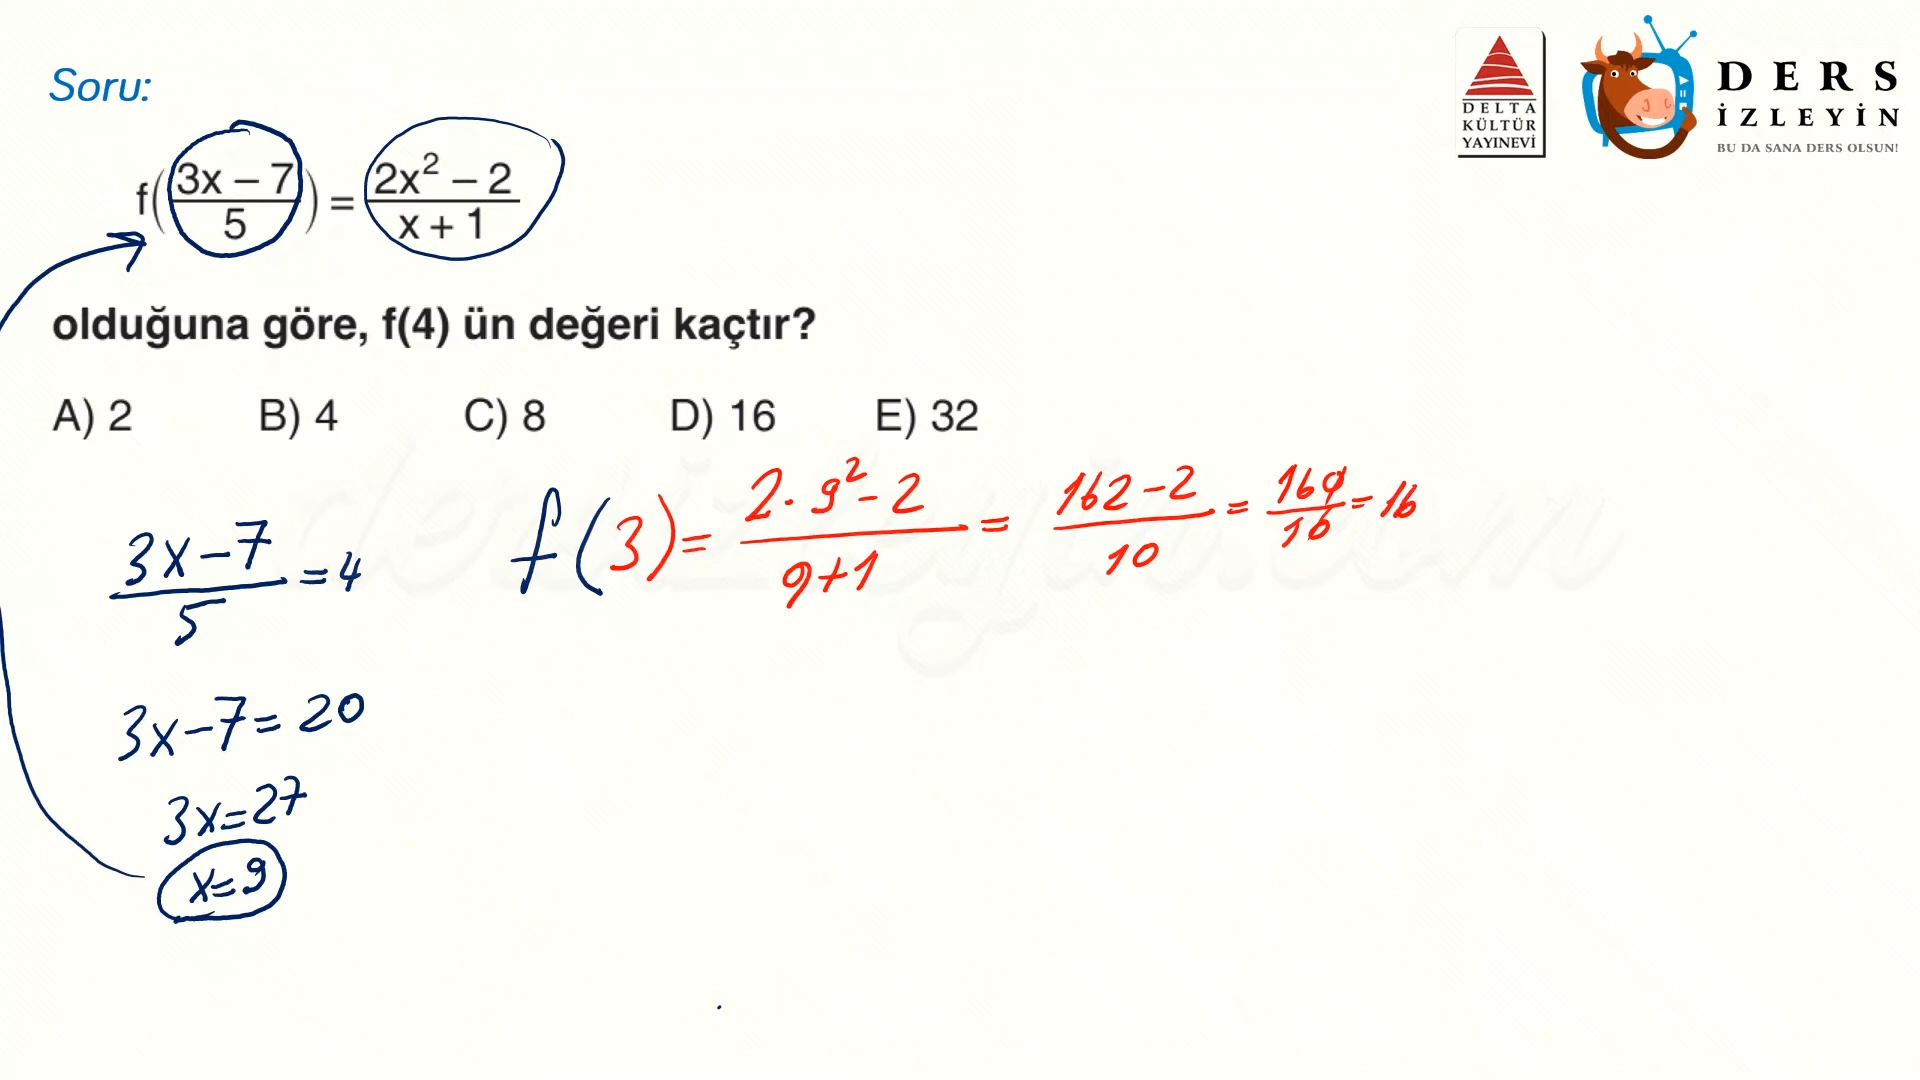 Soru:
f((3x – 7)/5) = (2x² – 2)/(x + 1)
olduğuna göre, f(4) ün değeri kaçtır?
A) 2 B) 4 C) 8 D) 16 E) 32
f(3) = (2·9² – 2)/(9+1) = (162 – 2)/10 = 160/10 = 16
(3x – 7)/5 = 4
3x – 7 = 20
3x = 27
x = 9
DELTA
KÜLTÜR
YAYINEVİ
DERS
İZLEYİN
BU DA SANA DERS OLSUN!
dersizleyin.com